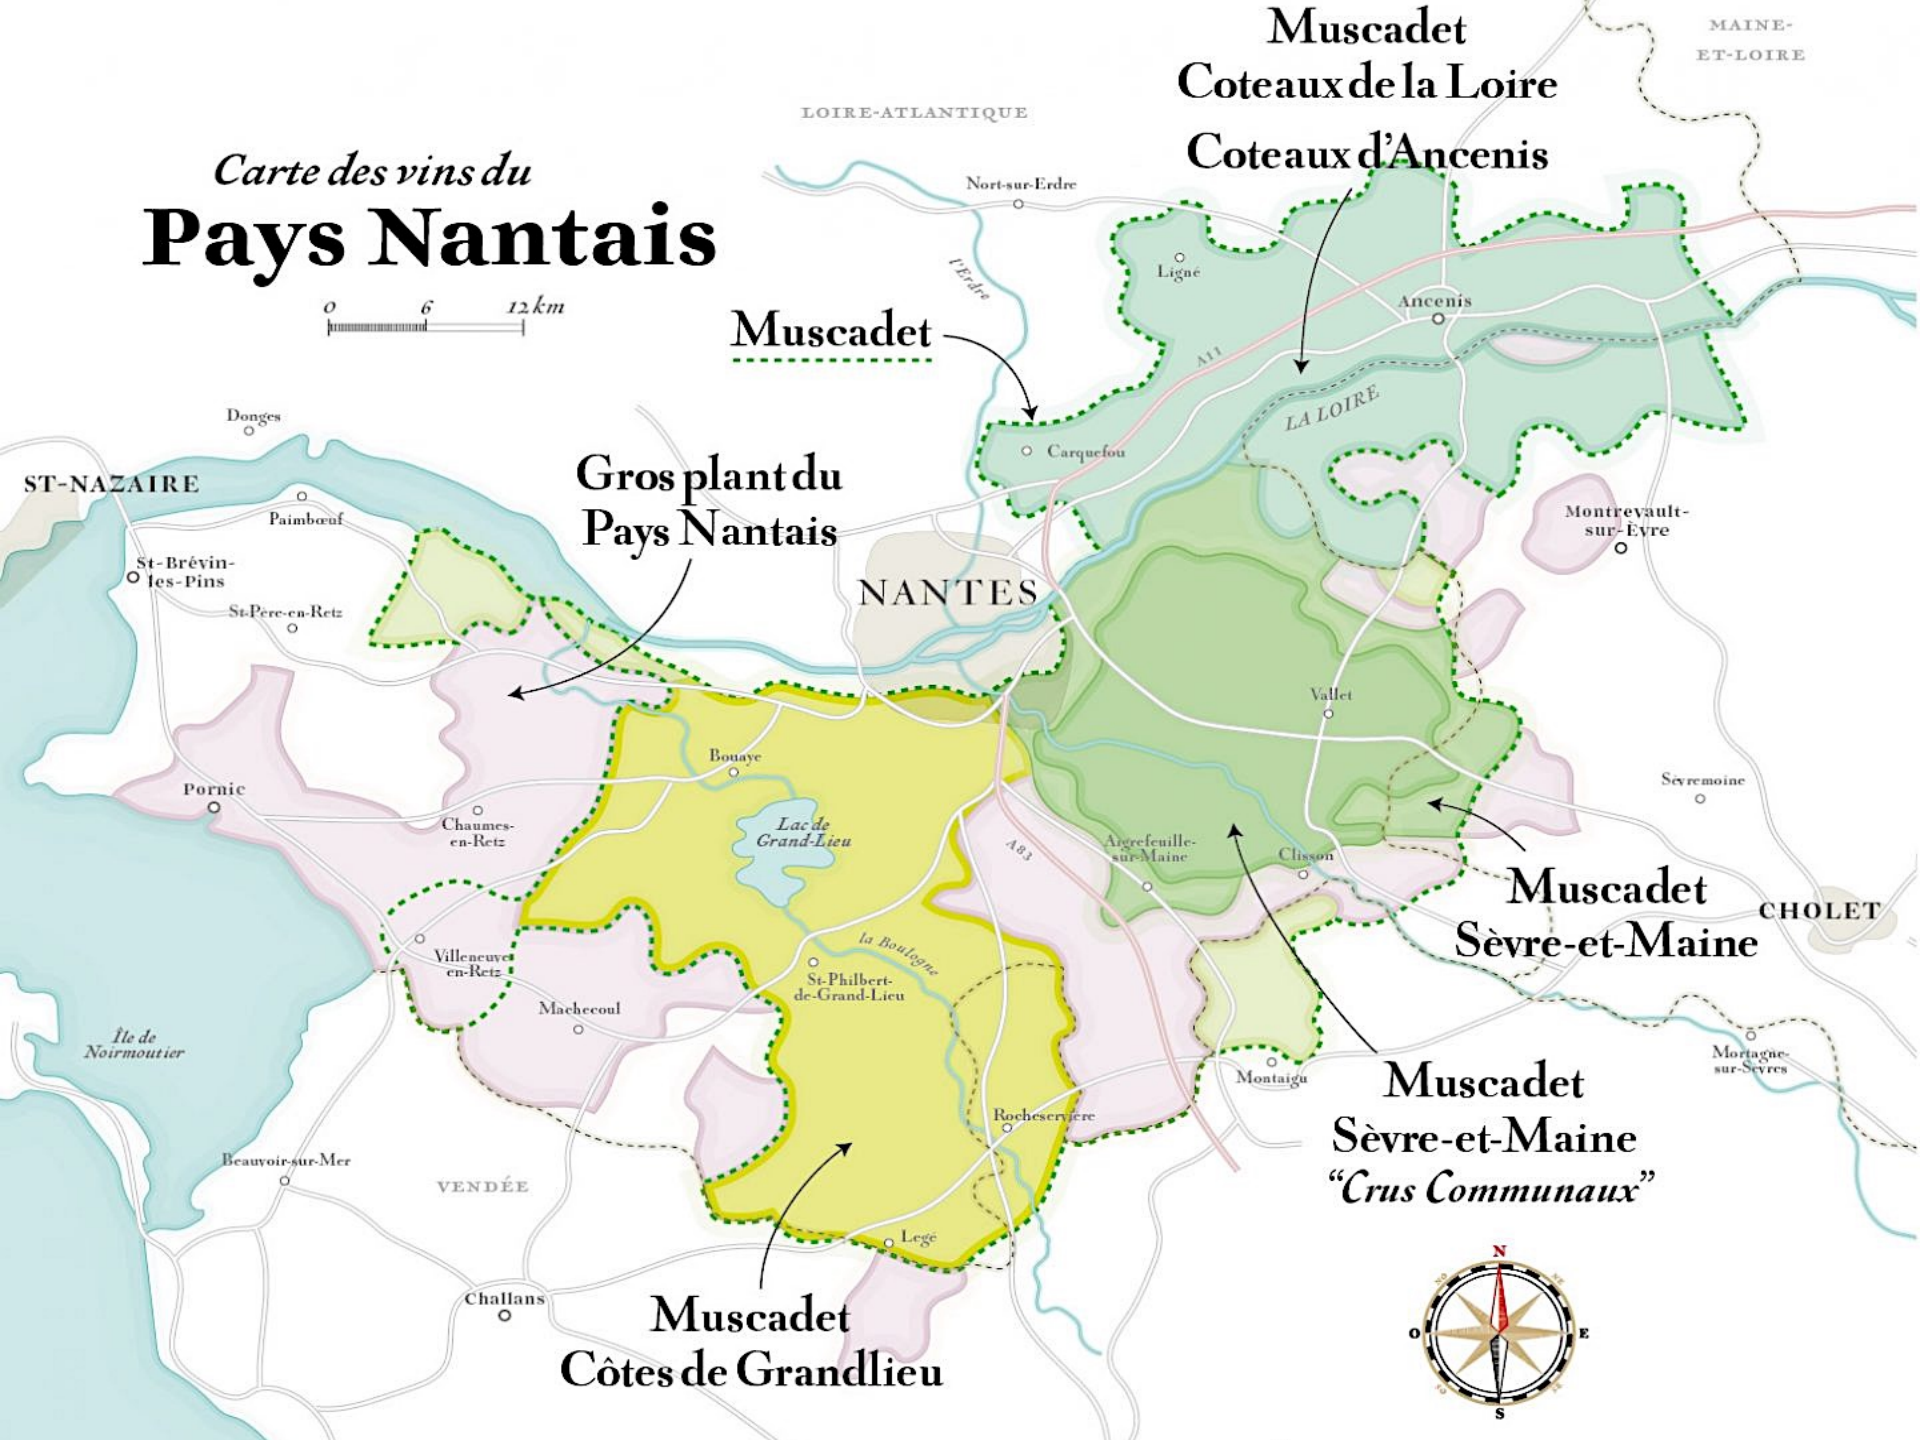 Muscadet
Coteaux de la Loire
Coteaux d'Ancenis
MAINE-
ET-LOIRE
LOIRE-ATLANTIQUE
Carte des vins du
Pays Nantais
0 6 12 km
Nort-sur-Erdre
l'Erdre
Ligné
Ancenis
Muscadet
A11
LA LOIRE
Carquefou
Donges
ST-NAZAIRE
Paimbœuf
Gros plant du
Pays Nantais
Montrevault-
sur-Èvre
St-Brévin-
les-Pins
St-Père-en-Retz
NANTES
Vallet
Bouaye
Pornic
Sèvremoine
Chaumes-
en-Retz
Lac de
Grand-Lieu
A83
Aigrefeuille-
sur-Maine
Clisson
Muscadet
Sèvre-et-Maine
CHOLET
Villeneuve
en-Retz
la Boulogne
St-Philbert-
de-Grand-Lieu
Machecoul
Île de
Noirmoutier
Montaigu
Mortagne-
sur-Sèvres
Muscadet
Sèvre-et-Maine
“Crus Communaux”
Rocheservière
Beauvoir-sur-Mer
VENDÉE
Legé
Challans
Muscadet
Côtes de Grandlieu
N
NO NE
O E
SO SE
S